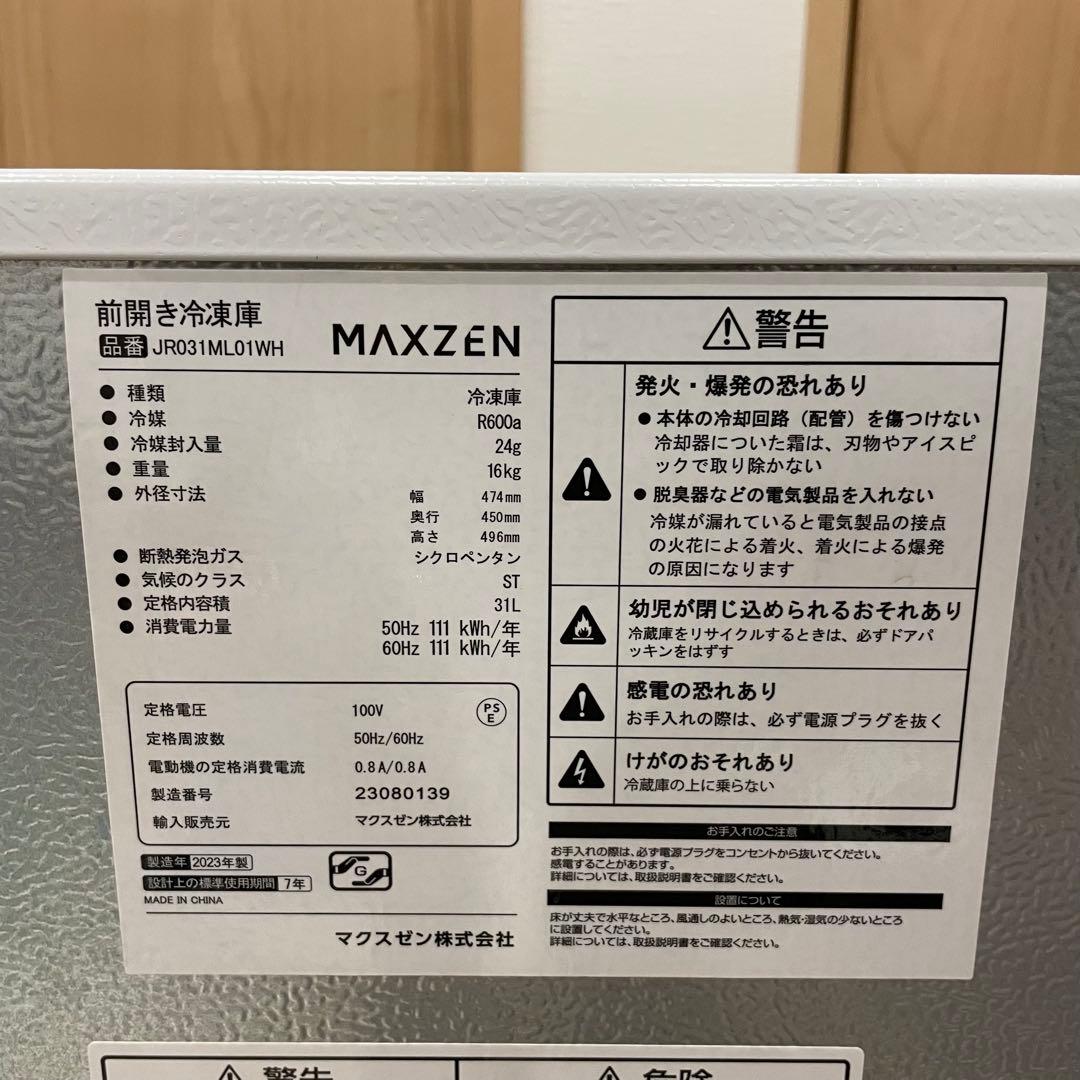 前開き冷凍庫
品番 JR031ML01WH
MAXZEN
● 種類 冷凍庫
● 冷媒 R600a
● 冷媒封入量 24g
● 重量 16kg
● 外径寸法 幅 474mm
奥行 450mm
高さ 496mm
● 断熱発泡ガス シクロペンタン
● 気候のクラス ST
● 定格内容積 31L
● 消費電力量 50Hz 111 kWh/年
60Hz 111 kWh/年
定格電圧 100V
PS
E
定格周波数 50Hz/60Hz
電動機の定格消費電流 0.8A/0.8A
製造番号 23080139
輸入販売元 マクスゼン株式会社
製造年 2023年製
設計上の標準使用期間 7年
G
MADE IN CHINA
マクスゼン株式会社
警告
発火・爆発の恐れあり
● 本体の冷却回路（配管）を傷つけない
冷却器についた霜は、刃物やアイスピ
ックで取り除かない
● 脱臭器などの電気製品を入れない
冷媒が漏れていると電気製品の接点
の火花による着火、着火による爆発
の原因になります
幼児が閉じ込められるおそれあり
冷蔵庫をリサイクルするときは、必ずドアパ
ッキンをはずす
感電の恐れあり
お手入れの際は、必ず電源プラグを抜く
けがのおそれあり
冷蔵庫の上に乗らない
お手入れのご注意
お手入れの際は、必ず電源プラグをコンセントから抜いてください。
感電することがあります。
詳細については、取扱説明書をご確認ください。
設置について
床が丈夫で水平なところ、風通しのよいところ、熱気・湿気の少ないところ
に設置してください。
詳細については、取扱説明書をご確認ください。
警告
危険